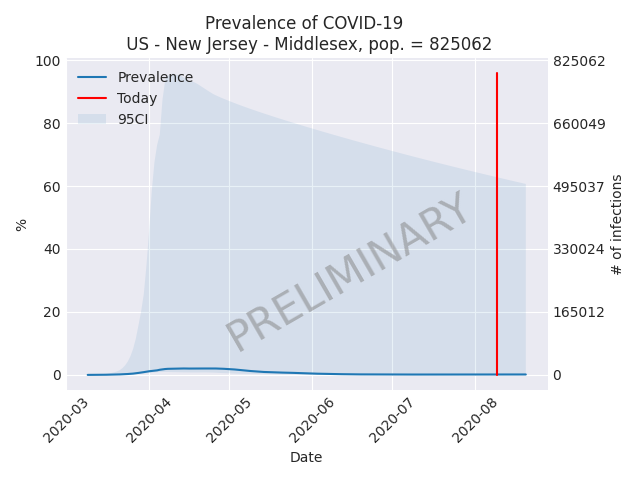 Prevalence of COVID-19
US - New Jersey - Middlesex, pop. = 825062
100
80
60
40
20
0
%
825062
660049
495037
330024
165012
0
# of infections
Prevalence
Today
95CI
PRELIMINARY
2020-03
2020-04
2020-05
2020-06
2020-07
2020-08
Date